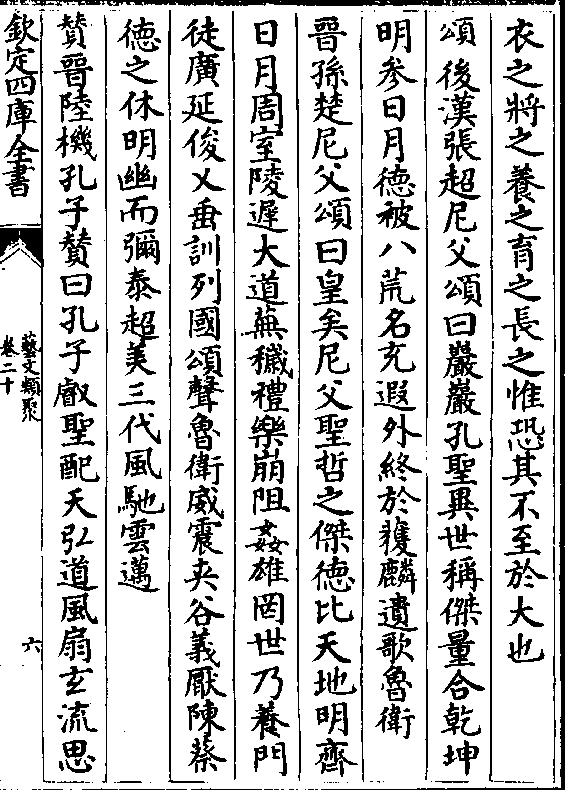 衣之將之養之育之長之惟恐其不至於大也
頌後漢張超尼父頌曰巖巖孔聖異世稱傑量合乾坤
明參日月德被八荒名充遐外終於獲麟遺歌魯衛
晉孫楚尼父頌曰皇矣尼父聖哲之傑德比天地明齊
日月周室陵遲大道蕪穢禮樂崩阻姦雄罔世乃養門
徒廣延俊乂垂訓列國頌聲魯衛威震夾谷義厭陳蔡
德之休明幽而彌泰超美三代風馳雲邁
贊晉陸機孔子贊曰孔子叡聖配天弘道風扇玄流思
欽定四庫全書
藝文類聚
卷二十
六